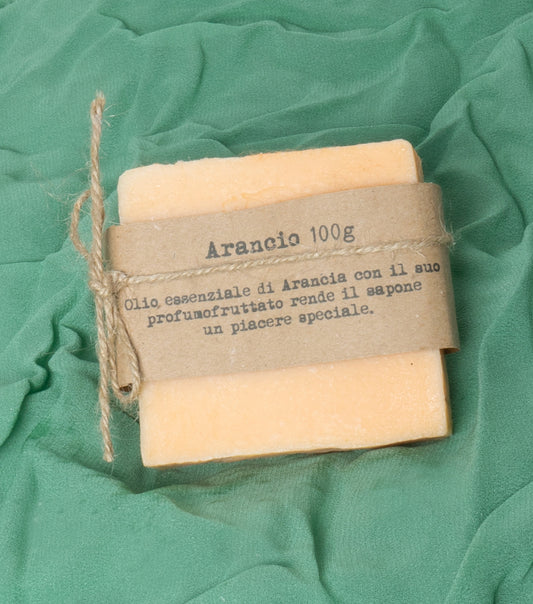 Arancio 100g
Olio essenziale di Arancia con il suo
profumofruttato rende il sapone
un piacere speciale.